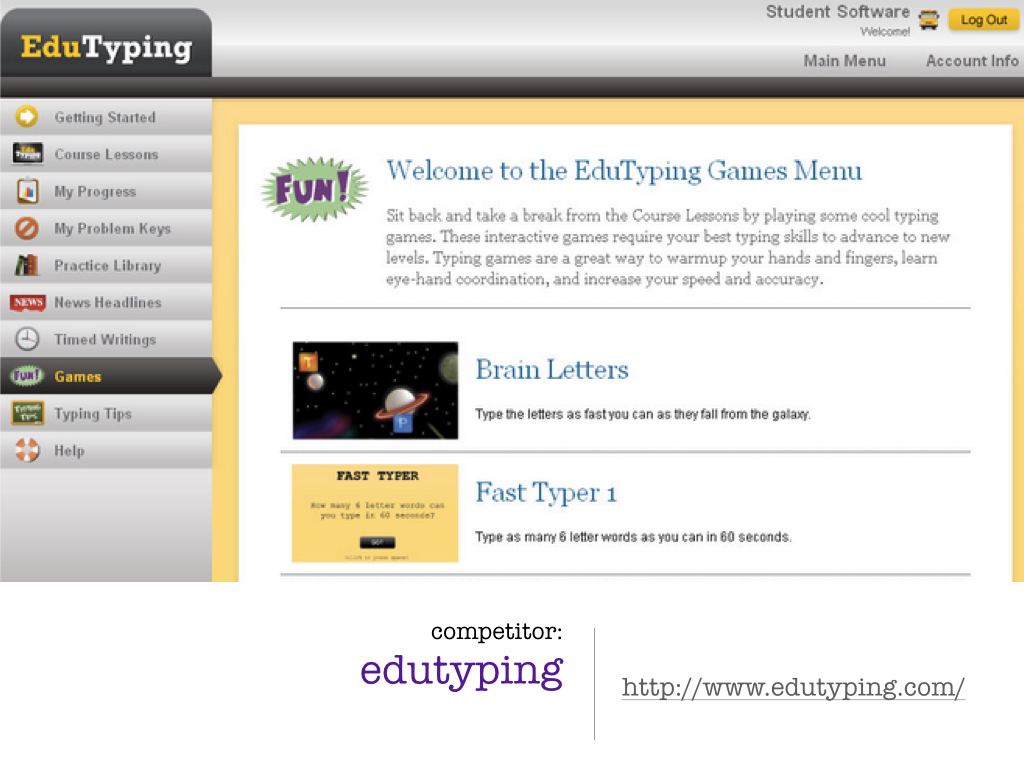 Student Software
Welcome!
Log Out
EduTyping
Main Menu
Account Info
Getting Started
Course Lessons
My Progress
My Problem Keys
Practice Library
NEWS News Headlines
Timed Writings
FUN! Games
TYPING TIPS Typing Tips
Help
FUN!
Welcome to the EduTyping Games Menu
Sit back and take a break from the Course Lessons by playing some cool typing
games. These interactive games require your best typing skills to advance to new
levels. Typing games are a great way to warmup your hands and fingers, learn
eye-hand coordination, and increase your speed and accuracy.
T
P
Brain Letters
Type the letters as fast you can as they fall from the galaxy.
FAST TYPER
How many 6 letter words can
you type in 60 seconds?
GO!
Fast Typer 1
Type as many 6 letter words as you can in 60 seconds.
competitor:
edutyping
http://www.edutyping.com/